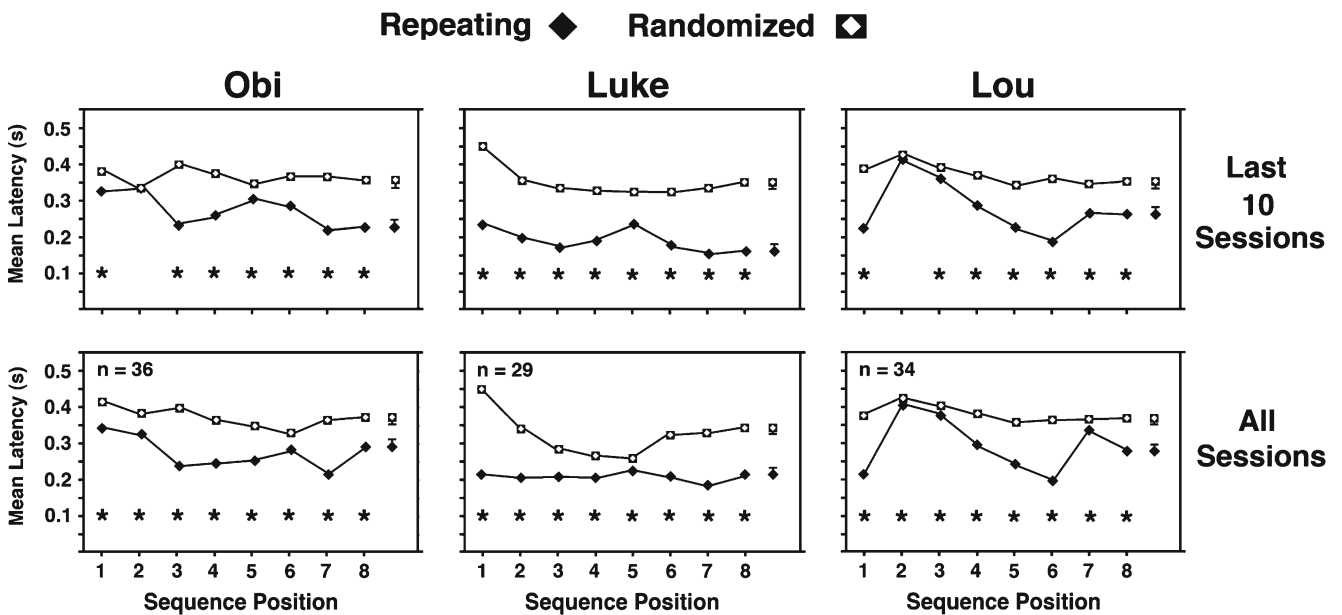 Repeating Randomized
Obi Luke Lou
Mean Latency (s)
0.5
0.4
0.3
0.2
0.1
* * * * * * *
* * * * * * * *
* * * * * * *
Last
10
Sessions
Mean Latency (s)
0.5
0.4
0.3
0.2
0.1
n = 36
* * * * * * * *
n = 29
* * * * * * * *
n = 34
* * * * * * * *
All
Sessions
1 2 3 4 5 6 7 8
1 2 3 4 5 6 7 8
1 2 3 4 5 6 7 8
Sequence Position
Sequence Position
Sequence Position